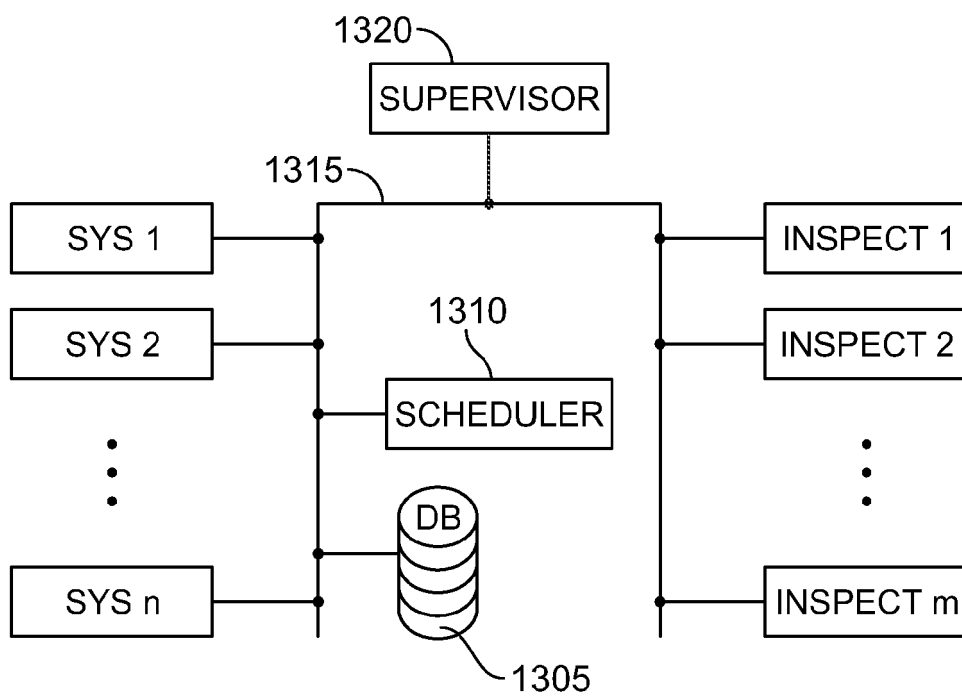 1320
SUPERVISOR
1315
SYS 1
INSPECT 1
SYS 2
INSPECT 2
1310
SCHEDULER
DB
SYS n
INSPECT m
1305